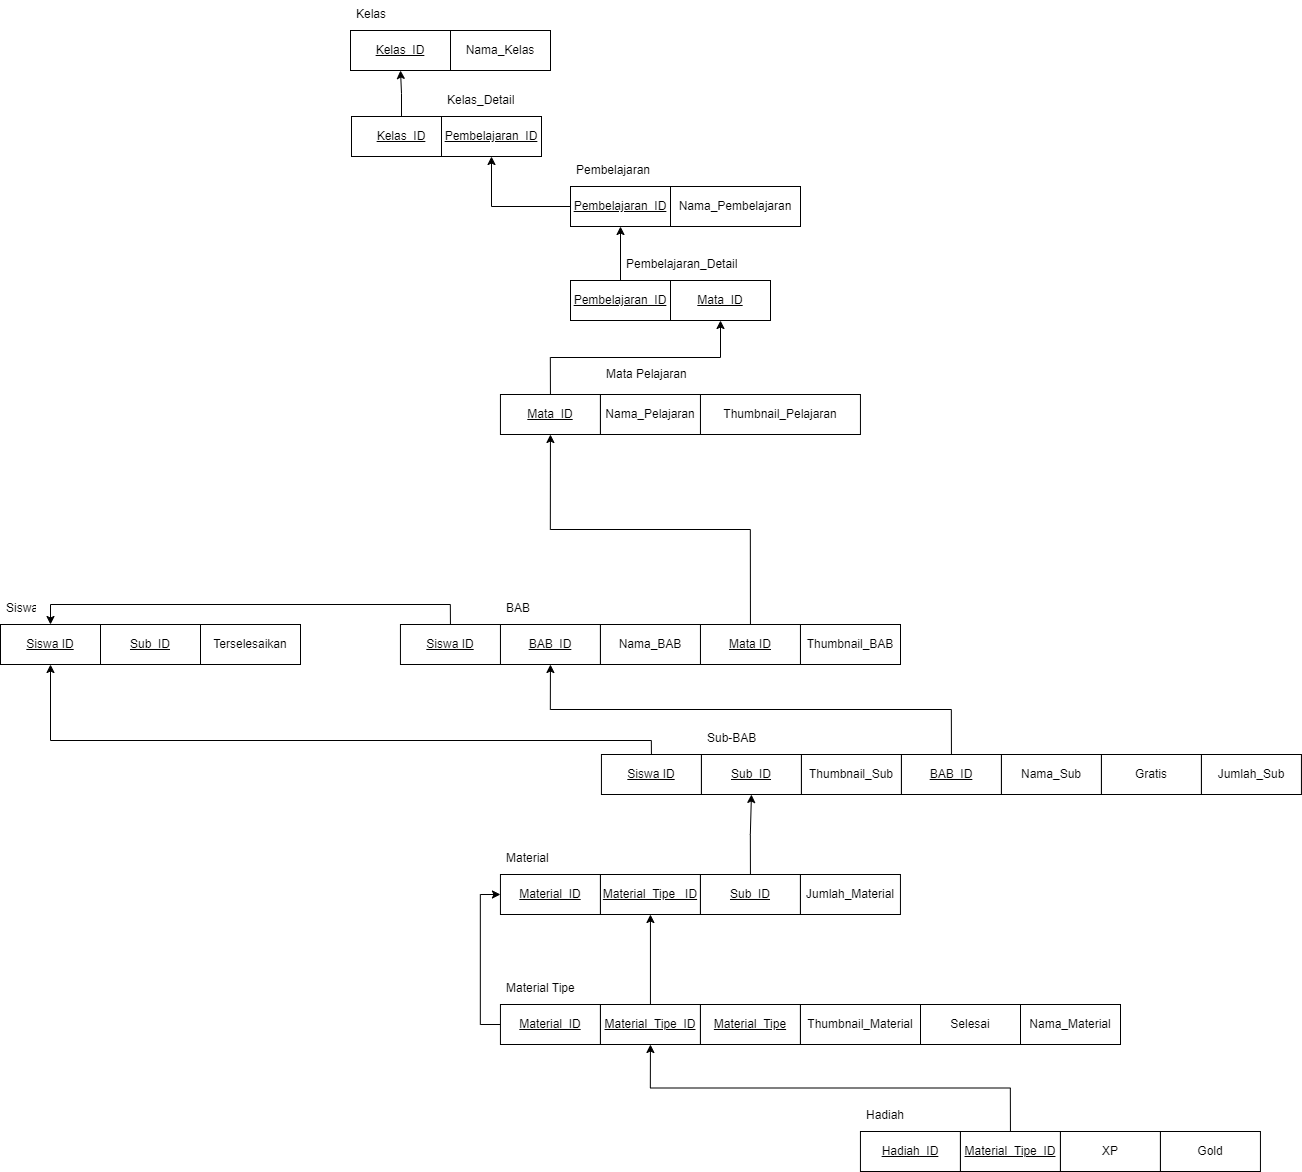 Kelas
Kelas_ID Nama_Kelas
Kelas_Detail
Kelas_ID Pembelajaran_ID
Pembelajaran
Pembelajaran_ID Nama_Pembelajaran
Pembelajaran_Detail
Pembelajaran_ID Mata_ID
Mata Pelajaran
Mata_ID Nama_Pelajaran Thumbnail_Pelajaran
Siswa BAB
Siswa ID Sub_ID Terselesaikan Siswa ID BAB_ID Nama_BAB Mata ID Thumbnail_BAB
Sub-BAB
Siswa ID Sub_ID Thumbnail_Sub BAB_ID Nama_Sub Gratis Jumlah_Sub
Material
Material_ID Material_Tipe_ID Sub_ID Jumlah_Material
Material Tipe
Material_ID Material_Tipe_ID Material_Tipe Thumbnail_Material Selesai Nama_Material
Hadiah
Hadiah_ID Material_Tipe_ID XP Gold